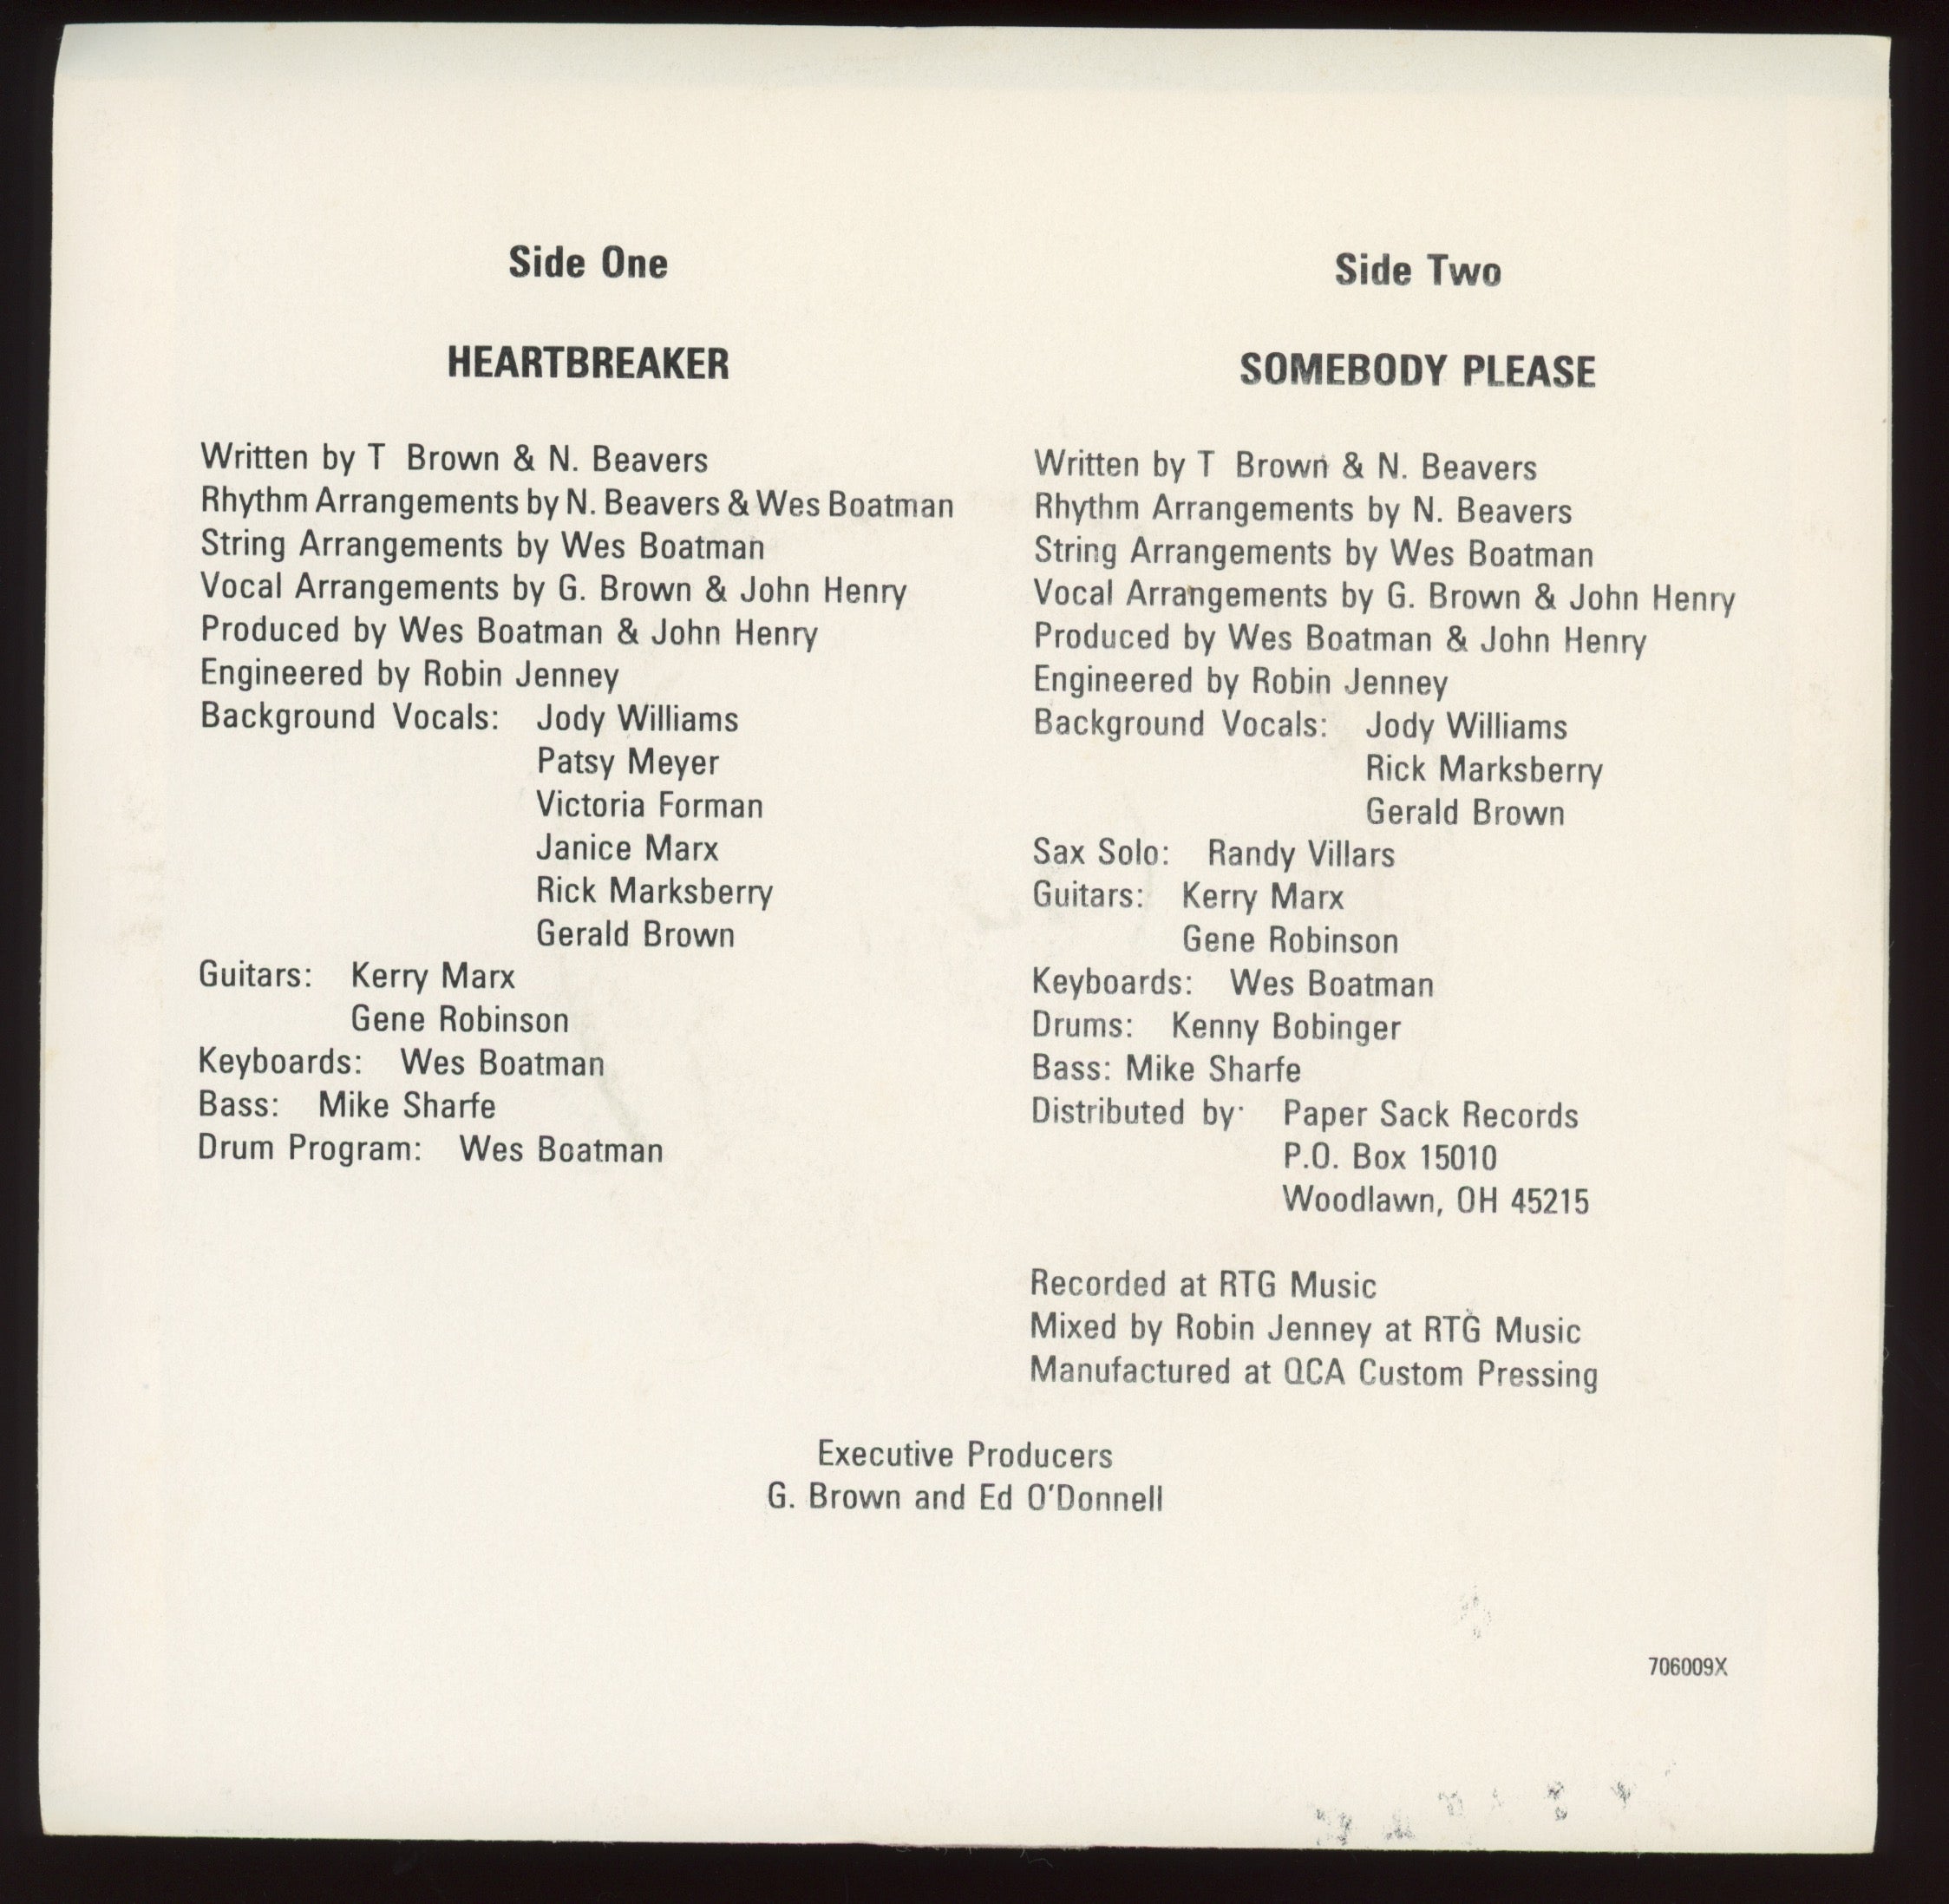 Side One
HEARTBREAKER
Written by T Brown & N. Beavers
Rhythm Arrangements by N. Beavers & Wes Boatman
String Arrangements by Wes Boatman
Vocal Arrangements by G. Brown & John Henry
Produced by Wes Boatman & John Henry
Engineered by Robin Jenney
Background Vocals: Jody Williams
Patsy Meyer
Victoria Forman
Janice Marx
Rick Marksberry
Gerald Brown
Guitars: Kerry Marx
Gene Robinson
Keyboards: Wes Boatman
Bass: Mike Sharfe
Drum Program: Wes Boatman
Side Two
SOMEBODY PLEASE
Written by T Brown & N. Beavers
Rhythm Arrangements by N. Beavers
String Arrangements by Wes Boatman
Vocal Arrangements by G. Brown & John Henry
Produced by Wes Boatman & John Henry
Engineered by Robin Jenney
Background Vocals: Jody Williams
Rick Marksberry
Gerald Brown
Sax Solo: Randy Villars
Guitars: Kerry Marx
Gene Robinson
Keyboards: Wes Boatman
Drums: Kenny Bobinger
Bass: Mike Sharfe
Distributed by· Paper Sack Records
P.O. Box 15010
Woodlawn, OH 45215
Recorded at RTG Music
Mixed by Robin Jenney at RTG Music
Manufactured at QCA Custom Pressing
Executive Producers
G. Brown and Ed O'Donnell
706009X